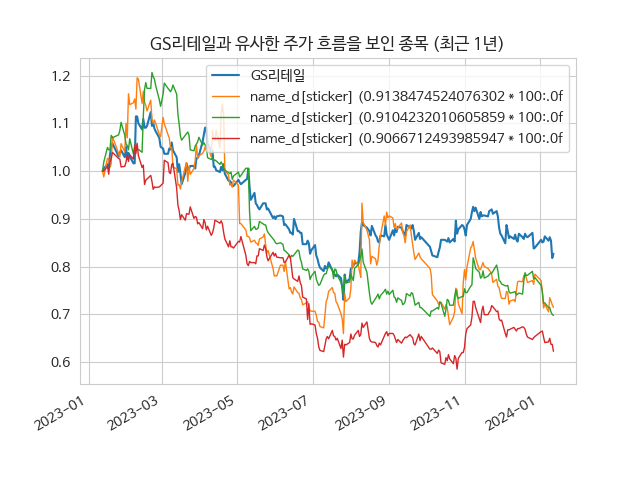 GS리테일과 유사한 주가 흐름을 보인 종목 (최근 1년)
GS리테일
name_d[sticker] (0.9138474524076302 * 100:.0f
name_d[sticker] (0.9104232010605859 * 100:.0f
name_d[sticker] (0.9066712493985947 * 100:.0f
1.2
1.1
1.0
0.9
0.8
0.7
0.6
2023-01
2023-03
2023-05
2023-07
2023-09
2023-11
2024-01